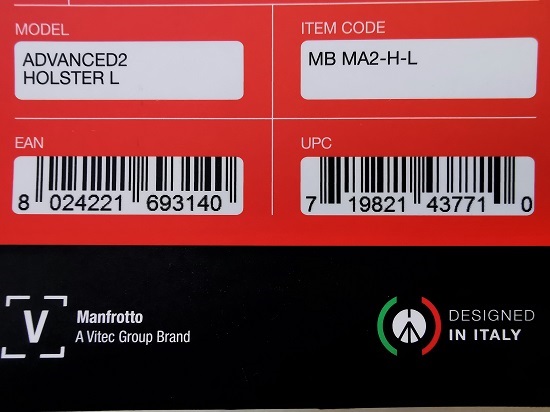 MODEL
ADVANCED2
HOLSTER L
ITEM CODE
MB MA2-H-L
EAN
8 024221 693140
UPC
7 19821 43771 0
V
Manfrotto
A Vitec Group Brand
DESIGNED
IN ITALY